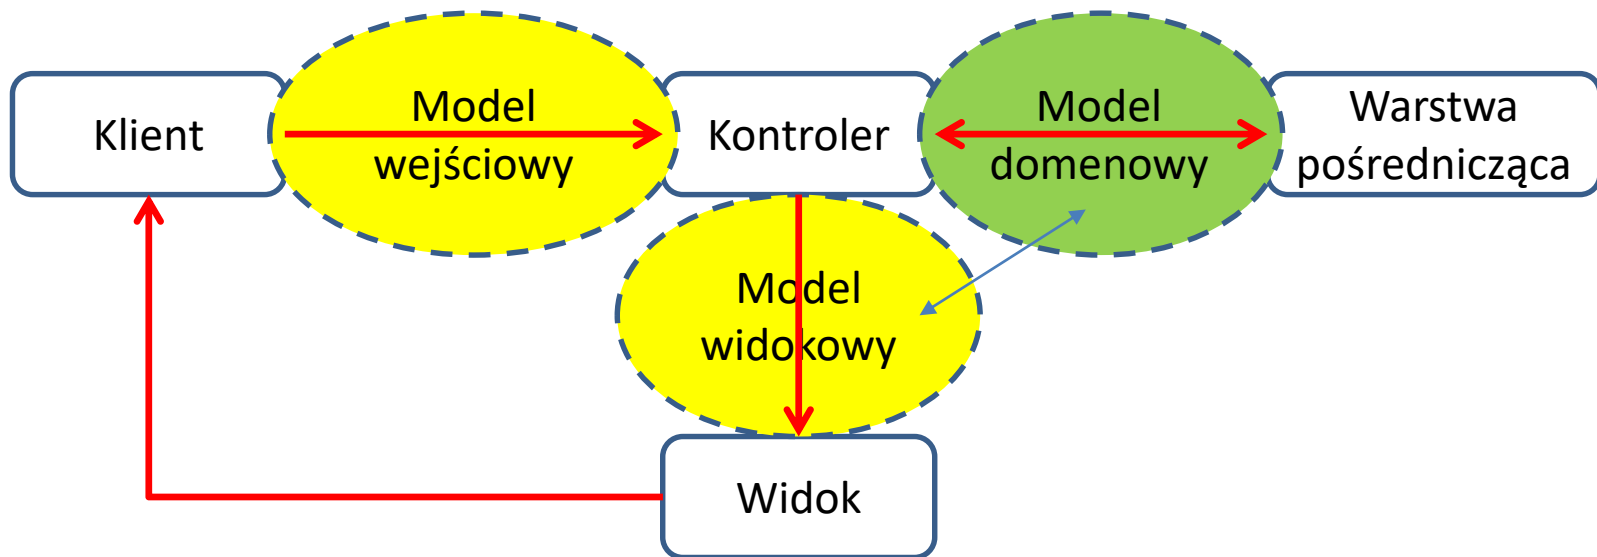 Klient
Model
wejściowy
Kontroler
Model
domenowy
Warstwa
pośrednicząca
Model
widokowy
Widok